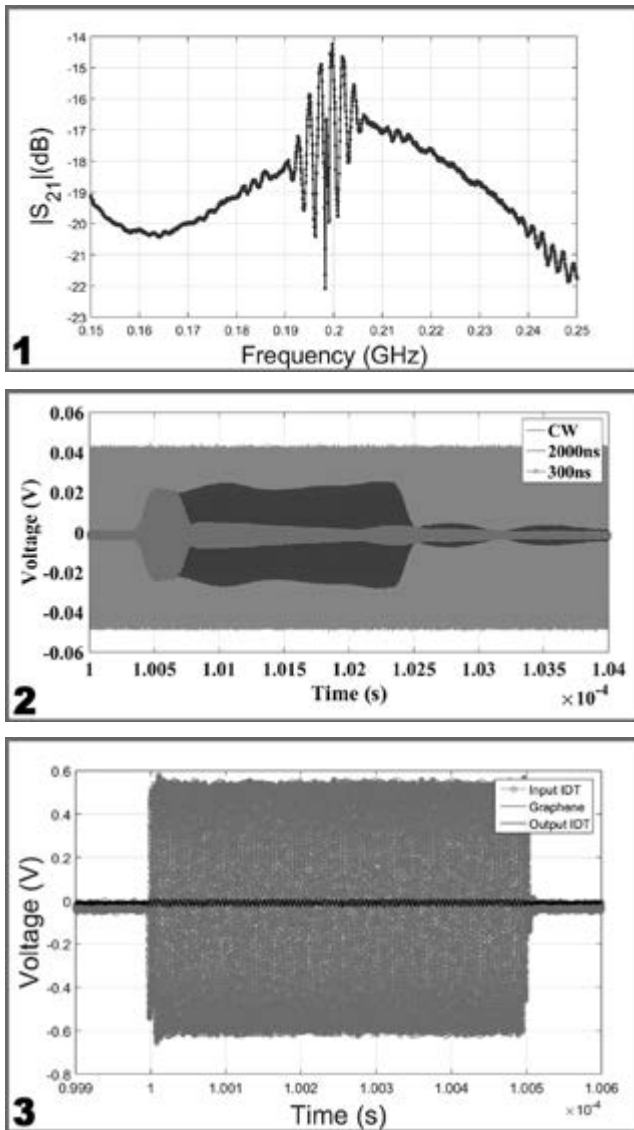 -14
-15
-16
-17
-18
-19
-20
-21
-22
-23
|S21|(dB)
0.15 0.16 0.17 0.18 0.19 0.2 0.21 0.22 0.23 0.24 0.25
1 Frequency (GHz)
0.06
0.04
0.02
0
-0.02
-0.04
-0.06
Voltage (V)
CW
2000ns
300ns
1 1.005 1.01 1.015 1.02 1.025 1.03 1.035 1.04
2 Time (s) ×10-4
0.6
0.4
0.2
0
-0.2
-0.4
-0.6
-0.8
Voltage (V)
Input IDT
Graphene
Output IDT
0.999 1 1.001 1.002 1.003 1.004 1.005 1.006
3 Time (s) ×10-4